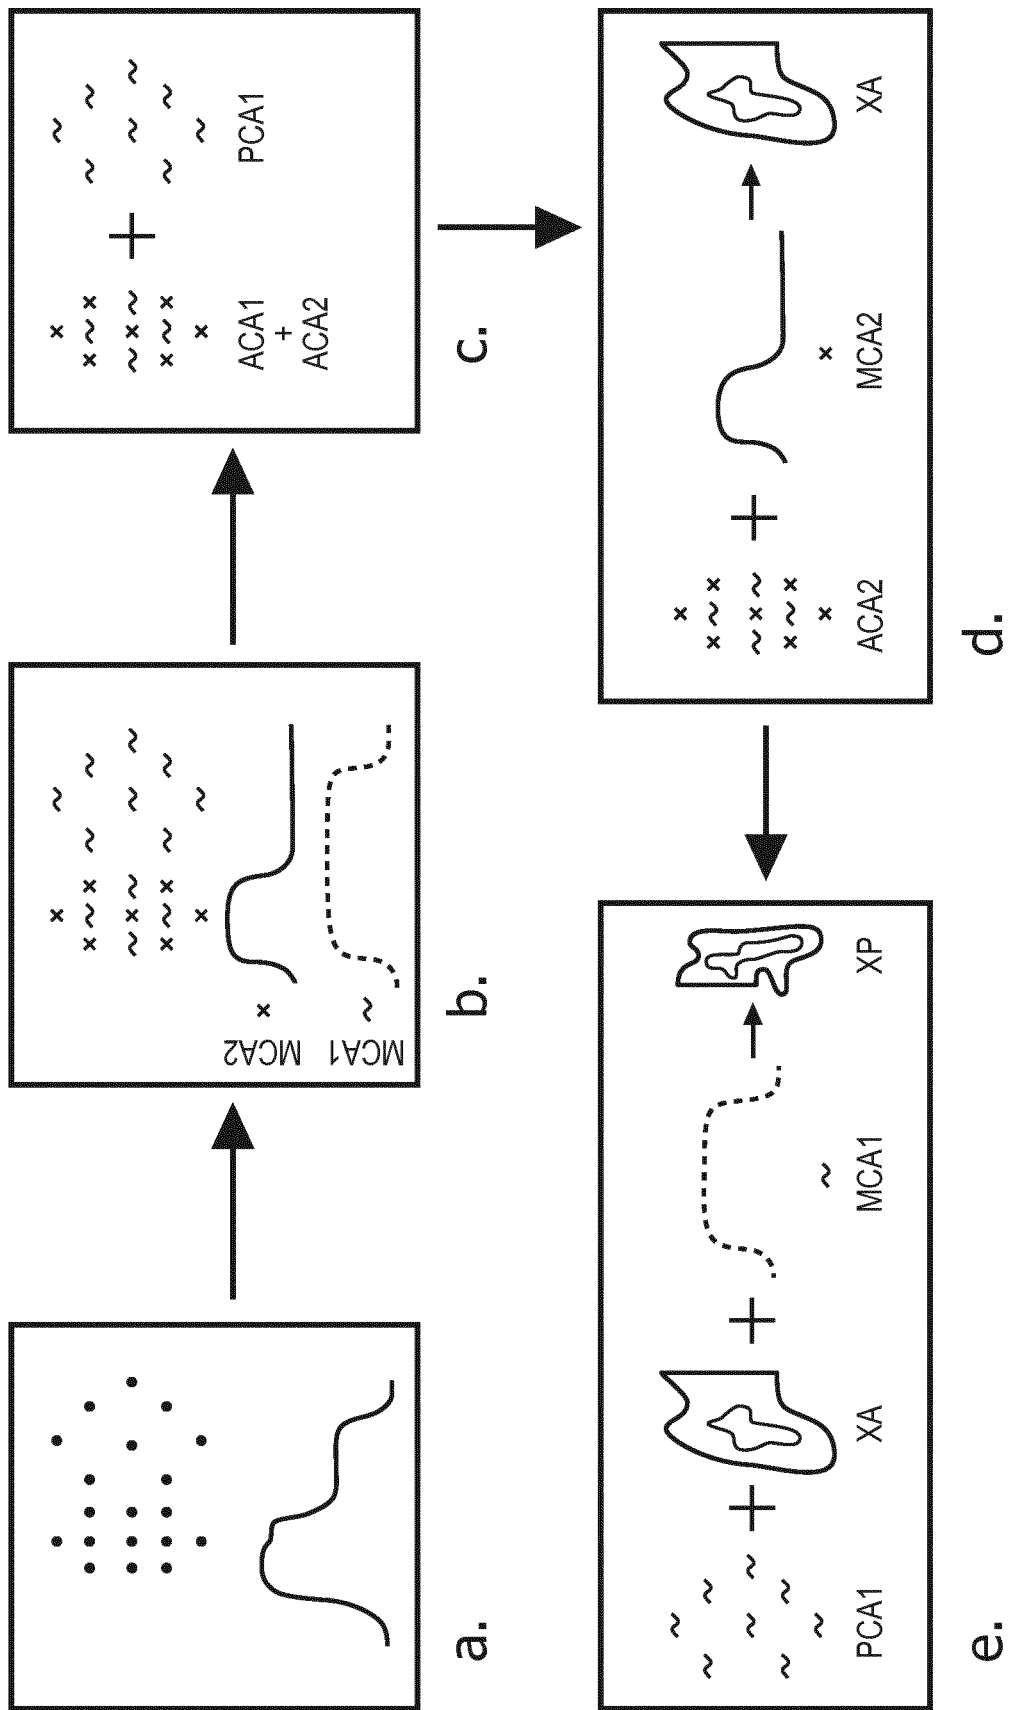 a.
MCA2
MCA1
b.
ACA1
+
ACA2
+
PCA1
c.
ACA2
+
MCA2
XA
d.
PCA1
+
XA
+
MCA1
XP
e.